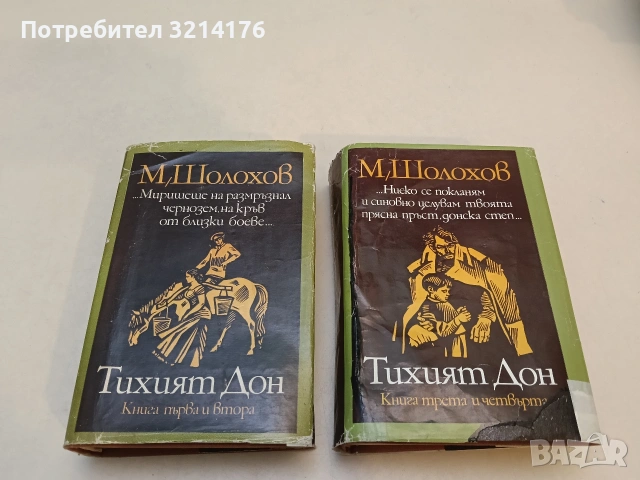 Потребител 3214176
М. Шолохов
...Миришеше на размръзнал
чернозем, на кръв
от близки боеве...
Тихият Дон
Книга първа и втора
М. Шолохов
...Ниско се покланям
и синовно целувам твоята
прясна пръст, донска степ...
Тихият Дон
Книга трета и четвърта
bazar